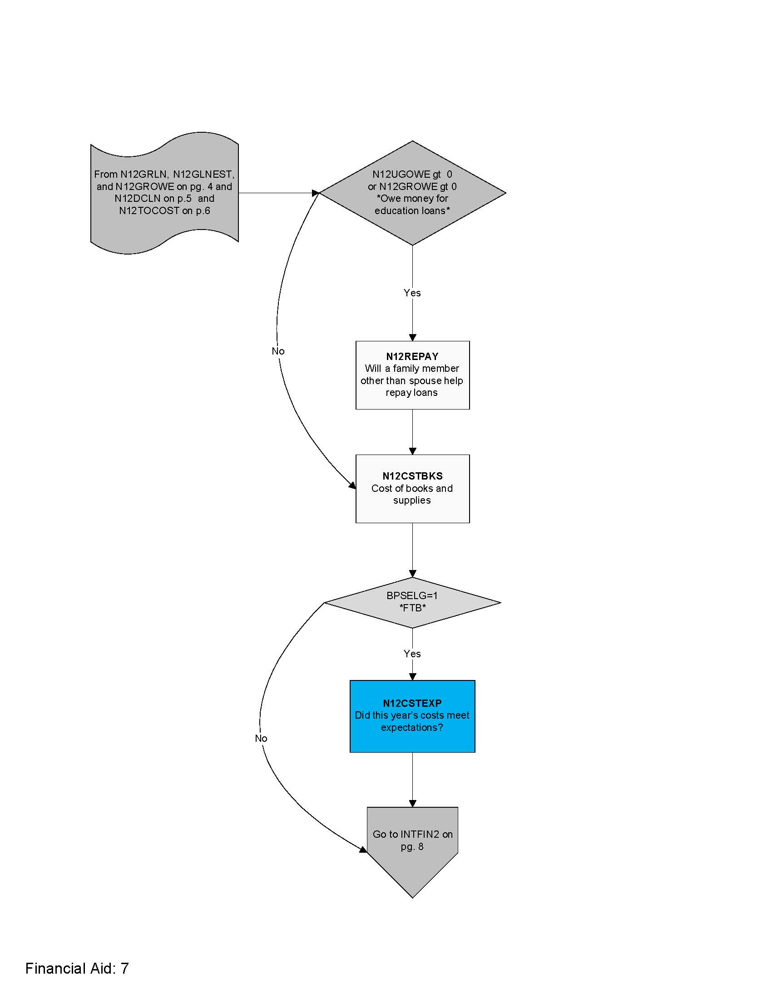 From N12GRLN, N12GLNEST,
and N12GROWE on pg. 4 and
N12DCLN on p.5 and
N12TOCOST on p.6
N12UGOWE gt 0
or N12GROWE gt 0
*Owe money for
education loans*
Yes
No
N12REPAY
Will a family member
other than spouse help
repay loans
N12CSTBKS
Cost of books and
supplies
BPSELG=1
*FTB*
Yes
No
N12CSTEXP
Did this year's costs meet
expectations?
Go to INTFIN2 on
pg. 8
Financial Aid: 7